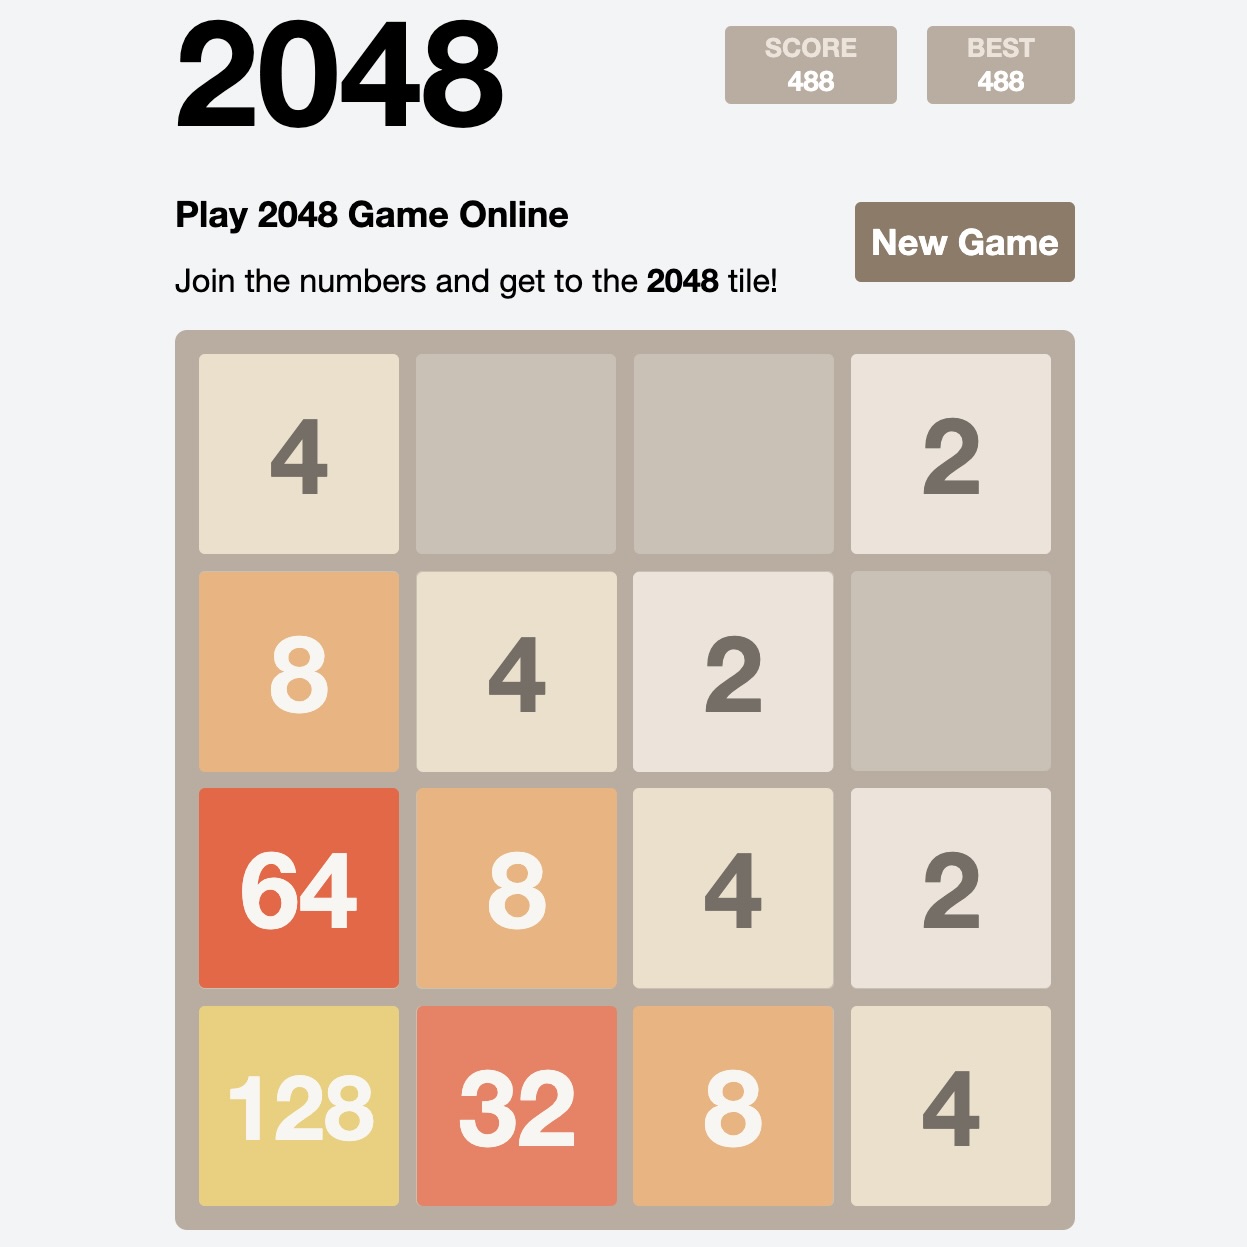 2048
SCORE
488
BEST
488
Play 2048 Game Online
New Game
Join the numbers and get to the 2048 tile!
4 2
8 4 2
64 8 4 2
128 32 8 4